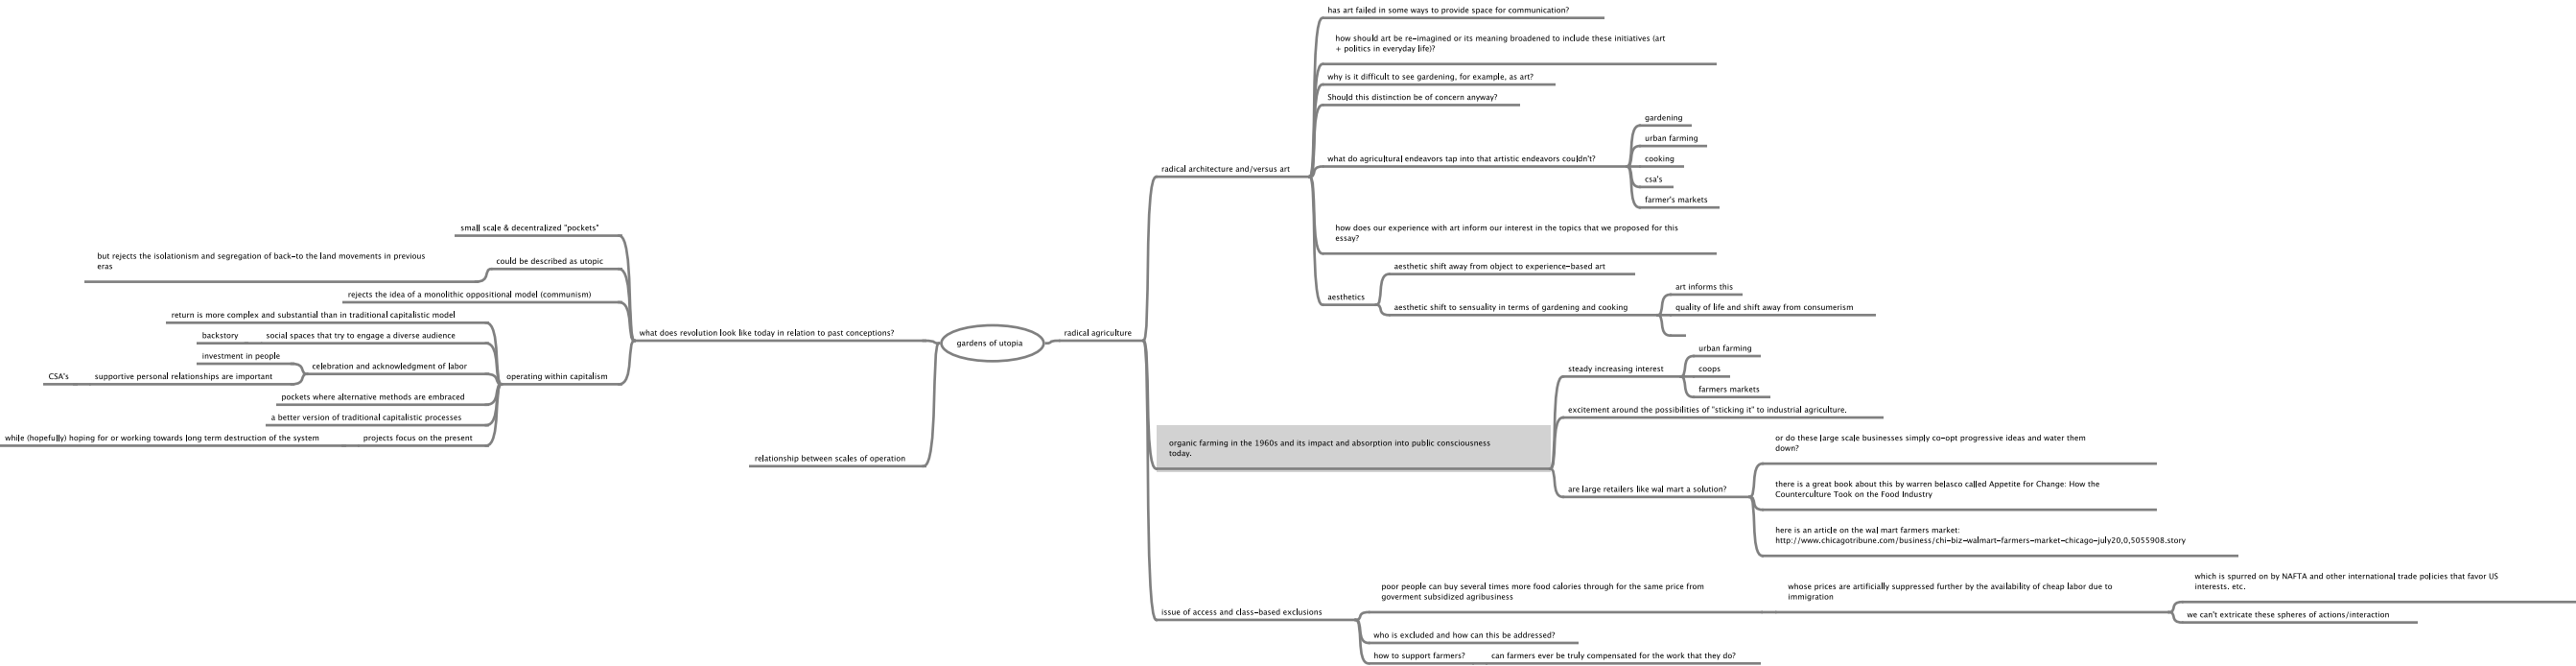 has art failed in some ways to provide space for communication?
how should art be re-imagined or its meaning broadened to include these initiatives (art
+ politics in everyday life)?
why is it difficult to see gardening, for example, as art?
Should this distinction be of concern anyway?
gardening
urban farming
what do agricultural endeavors tap into that artistic endeavors couldn't?
cooking
csa's
farmer's markets
radical architecture and/versus art
how does our experience with art inform our interest in the topics that we proposed for this
essay?
aesthetic shift away from object to experience-based art
aesthetics
art informs this
aesthetic shift to sensuality in terms of gardening and cooking
quality of life and shift away from consumerism
small scale & decentralized "pockets"
but rejects the isolationism and segregation of back-to the land movements in previous
eras
could be described as utopic
rejects the idea of a monolithic oppositional model (communism)
return is more complex and substantial than in traditional capitalistic model
backstory
social spaces that try to engage a diverse audience
investment in people
celebration and acknowledgment of labor
CSA's
supportive personal relationships are important
operating within capitalism
pockets where alternative methods are embraced
a better version of traditional capitalistic processes
while (hopefully) hoping for or working towards long term destruction of the system
projects focus on the present
what does revolution look like today in relation to past conceptions?
gardens of utopia
radical agriculture
relationship between scales of operation
urban farming
steady increasing interest
coops
farmers markets
excitement around the possibilities of "sticking it" to industrial agriculture.
organic farming in the 1960s and its impact and absorption into public consciousness
today.
or do these large scale businesses simply co-opt progressive ideas and water them
down?
are large retailers like wal mart a solution?
there is a great book about this by warren belasco called Appetite for Change: How the
Counterculture Took on the Food Industry
here is an article on the wal mart farmers market:
http://www.chicagotribune.com/business/chi-biz-walmart-farmers-market-chicago-july20,0,5055908.story
poor people can buy several times more food calories through for the same price from
goverment subsidized agribusiness
whose prices are artificially suppressed further by the availability of cheap labor due to
immigration
which is spurred on by NAFTA and other international trade policies that favor US
interests. etc.
we can't extricate these spheres of actions/interaction
issue of access and class-based exclusions
who is excluded and how can this be addressed?
how to support farmers?
can farmers ever be truly compensated for the work that they do?